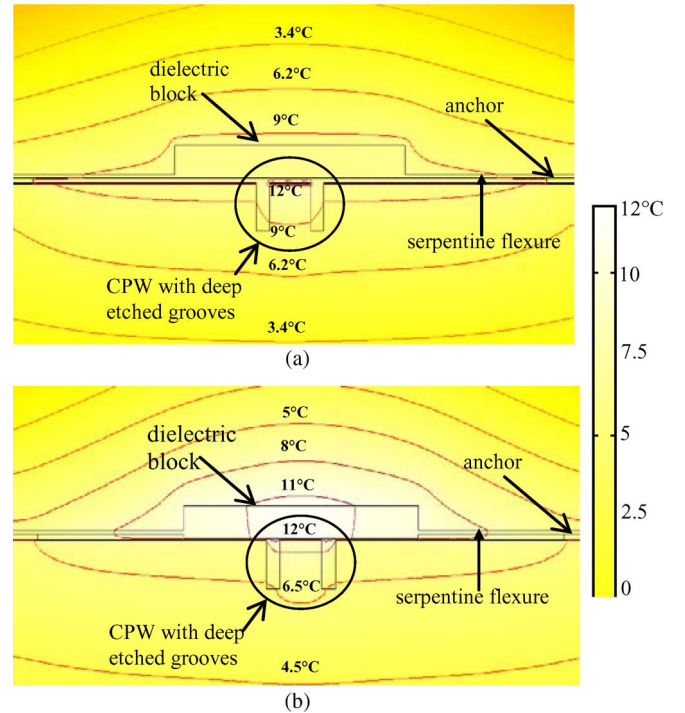 3.4°C
dielectric
block
6.2°C
9°C
anchor
12°C
9°C
serpentine flexure
6.2°C
CPW with deep
etched grooves
3.4°C
(a)
12°C
10
7.5
5
2.5
0
5°C
dielectric
block
8°C
anchor
11°C
12°C
6.5°C
serpentine flexure
CPW with deep
etched grooves
4.5°C
(b)